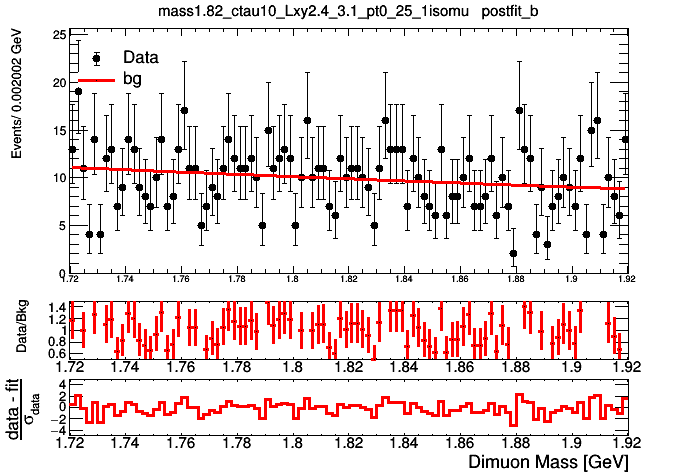 mass1.82_ctau10_Lxy2.4_3.1_pt0_25_1isomu postfit_b
Events/ 0.002002 GeV
25
20
15
10
5
0
Data
bg
1.72 1.74 1.76 1.78 1.8 1.82 1.84 1.86 1.88 1.9 1.92
Data/Bkg
1.4
1.2
1.0
0.8
0.6
1.72 1.74 1.76 1.78 1.8 1.82 1.84 1.86 1.88 1.9 1.92
data - fit
σdata
4
2
0
−2
−4
1.72 1.74 1.76 1.78 1.8 1.82 1.84 1.86 1.88 1.9 1.92
Dimuon Mass [GeV]